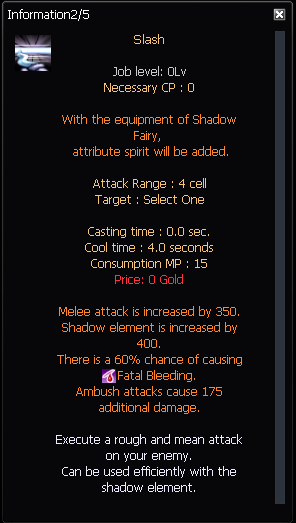 Information2/5
Slash
Job level: 0Lv
Necessary CP : 0
With the equipment of Shadow
Fairy,
attribute spirit will be added.
Attack Range : 4 cell
Target : Select One
Casting time : 0.0 sec.
Cool time : 4.0 seconds
Consumption MP : 15
Price: 0 Gold
Melee attack is increased by 350.
Shadow element is increased by
400.
There is a 60% chance of causing
Fatal Bleeding.
Ambush attacks cause 175
additional damage.
Execute a rough and mean attack
on your enemy.
Can be used efficiently with the
shadow element.